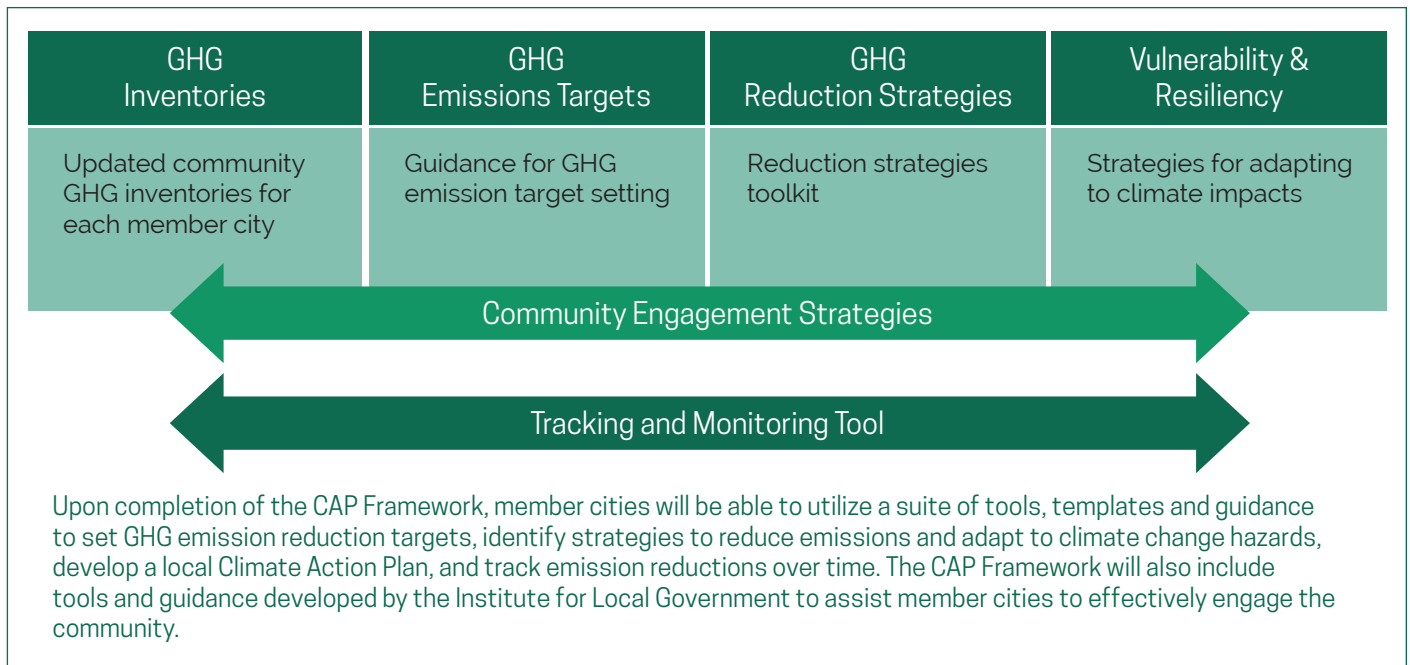 GHG
Inventories
GHG
Emissions Targets
GHG
Reduction Strategies
Vulnerability &
Resiliency
Updated community
GHG inventories for
each member city
Guidance for GHG
emission target setting
Reduction strategies
toolkit
Strategies for adapting
to climate impacts
Community Engagement Strategies
Tracking and Monitoring Tool
Upon completion of the CAP Framework, member cities will be able to utilize a suite of tools, templates and guidance
to set GHG emission reduction targets, identify strategies to reduce emissions and adapt to climate change hazards,
develop a local Climate Action Plan, and track emission reductions over time. The CAP Framework will also include
tools and guidance developed by the Institute for Local Government to assist member cities to effectively engage the
community.